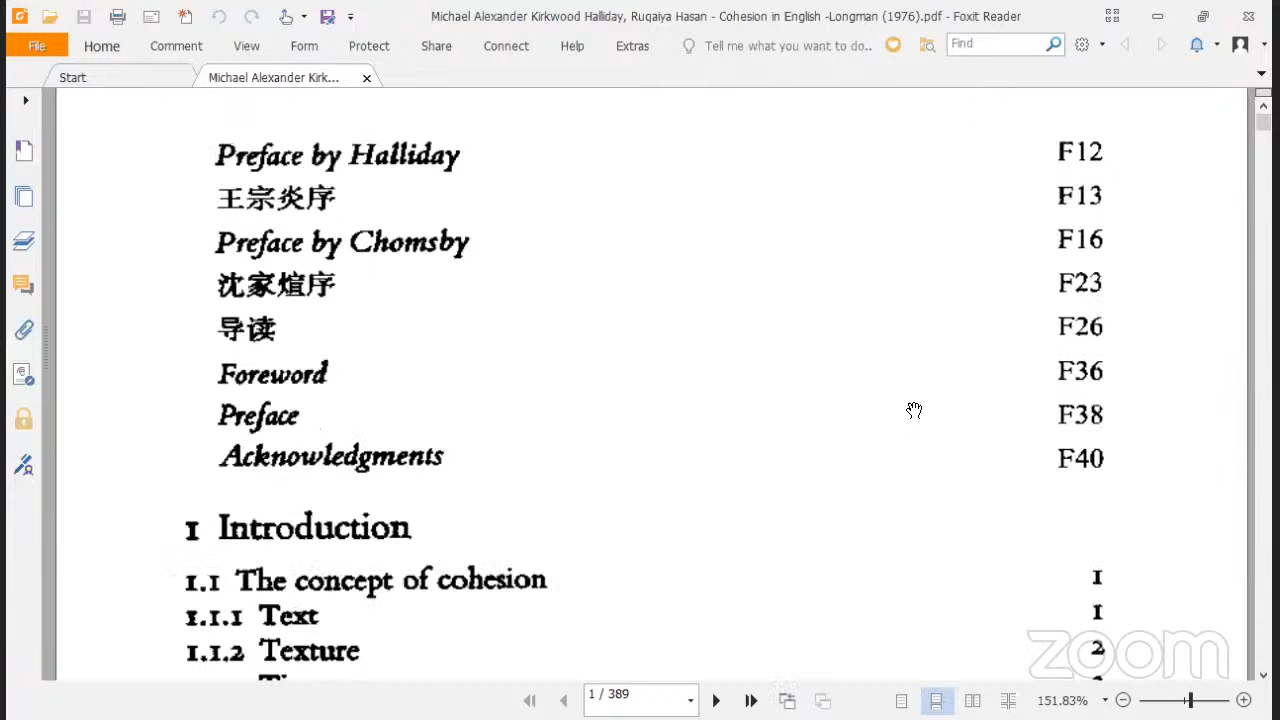 Michael Alexander Kirkwood Halliday, Ruqaiya Hasan - Cohesion in English -Longman (1976).pdf - Foxit Reader
File Home Comment View Form Protect Share Connect Help Extras Tell me what you want to do.. Find
Start Michael Alexander Kirk...
Preface by Halliday F12
王宗炎序 F13
Preface by Chomsby F16
沈家煊序 F23
导读 F26
Foreword F36
Preface F38
Acknowledgments F40
1 Introduction
1.1 The concept of cohesion 1
1.1.1 Text 1
1.1.2 Texture 2
zoom
1 / 389 151.83%